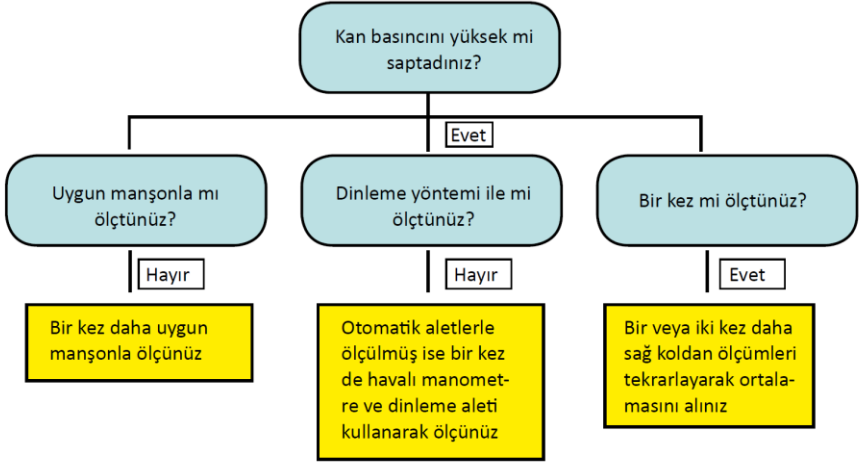 Kan basıncını yüksek mi
saptadınız?
Evet
Uygun manşonla mı
ölçtünüz?
Dinleme yöntemi ile mi
ölçtünüz?
Bir kez mi ölçtünüz?
Hayır
Hayır
Evet
Bir kez daha uygun
manşonla ölçünüz
Otomatik aletlerle
ölçülmüş ise bir kez
de havalı manomet-
re ve dinleme aleti
kullanarak ölçünüz
Bir veya iki kez daha
sağ koldan ölçümleri
tekrarlayarak ortala-
masını alınız